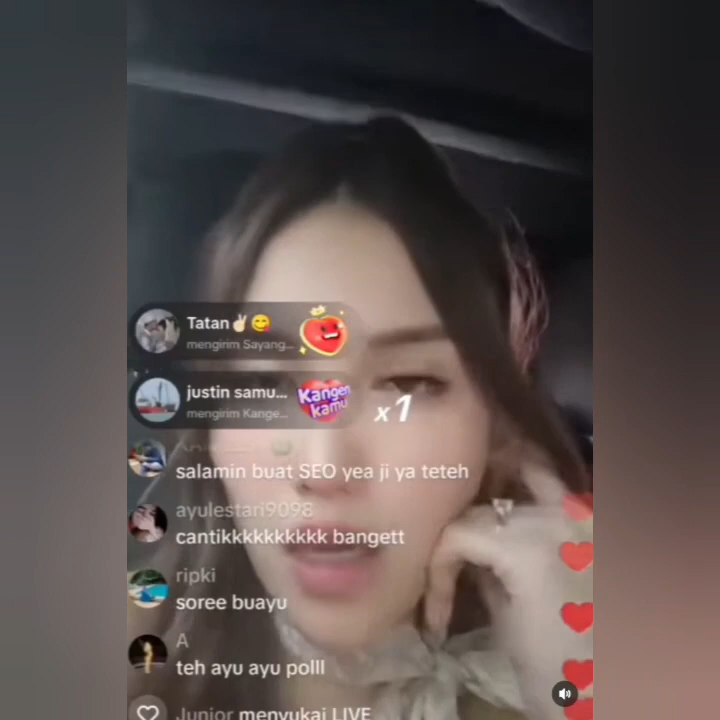 Tatan✌🏻😋
mengirim Sayang...
justin samu...
mengirim Kange...
Kangen
kamu
x1
salamin buat SEO yea ji ya teteh
ayulestari9098
cantikkkkkkkkkk bangett
ripki
soree buayu
A
teh ayu ayu polll
Junior menyukai LIVE